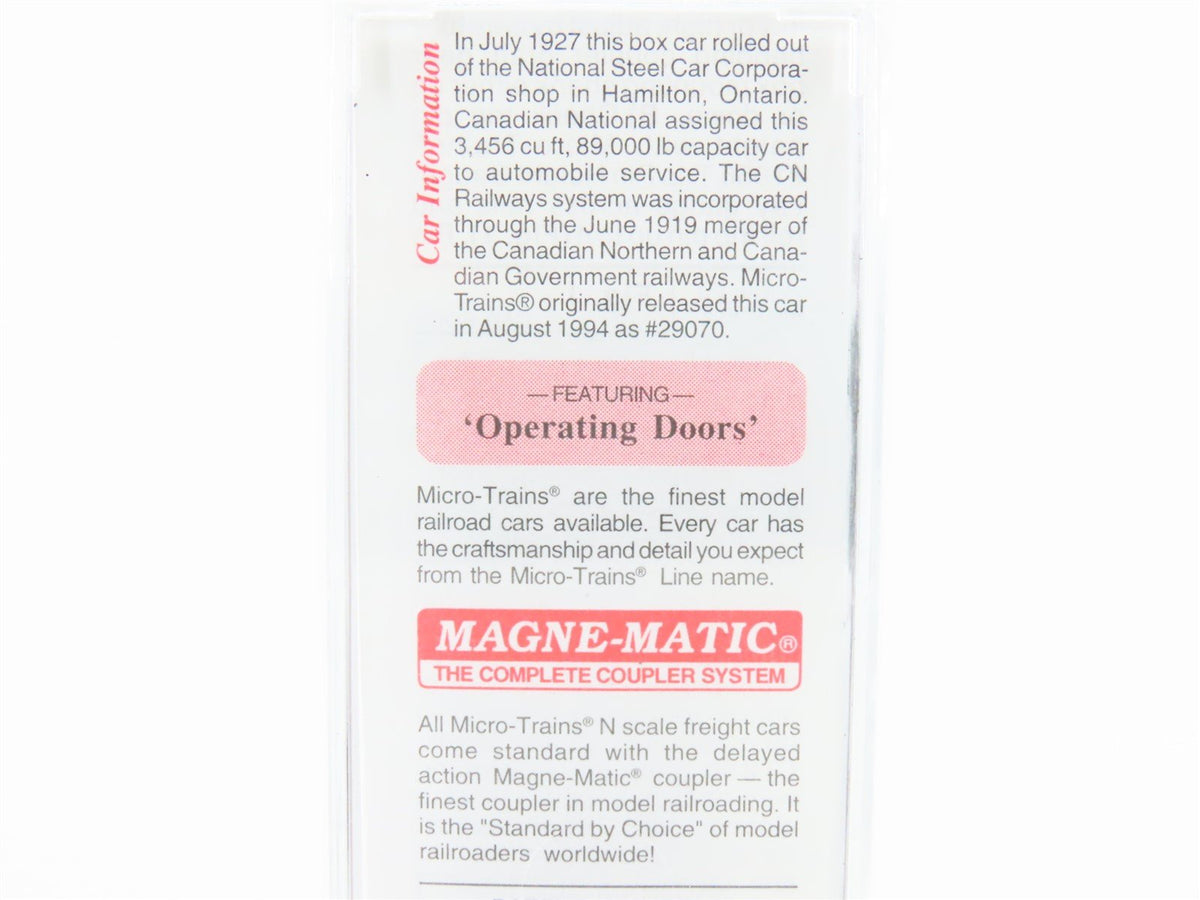 Car Information
In July 1927 this box car rolled out
of the National Steel Car Corpora-
tion shop in Hamilton, Ontario.
Canadian National assigned this
3,456 cu ft, 89,000 lb capacity car
to automobile service. The CN
Railways system was incorporated
through the June 1919 merger of
the Canadian Northern and Cana-
dian Government railways. Micro-
Trains® originally released this car
in August 1994 as #29070.
—FEATURING—
‘Operating Doors’
Micro-Trains® are the finest model
railroad cars available. Every car has
the craftsmanship and detail you expect
from the Micro-Trains® Line name.
MAGNE-MATIC®
THE COMPLETE COUPLER SYSTEM
All Micro-Trains® N scale freight cars
come standard with the delayed
action Magne-Matic® coupler — the
finest coupler in model railroading. It
is the "Standard by Choice" of model
railroaders worldwide!